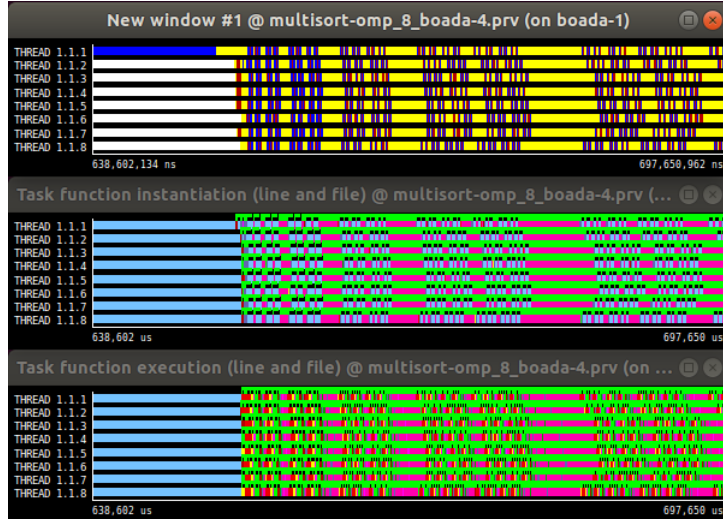 New window #1 @ multisort-omp_8_boada-4.prv (on boada-1)
THREAD 1.1.1
THREAD 1.1.2
THREAD 1.1.3
THREAD 1.1.4
THREAD 1.1.5
THREAD 1.1.6
THREAD 1.1.7
THREAD 1.1.8
638,602,134 ns 697,650,962 ns
Task function instantiation (line and file) @ multisort-omp_8_boada-4.prv (...
THREAD 1.1.1
THREAD 1.1.2
THREAD 1.1.3
THREAD 1.1.4
THREAD 1.1.5
THREAD 1.1.6
THREAD 1.1.7
THREAD 1.1.8
638,602 us 697,650 us
Task function execution (line and file) @ multisort-omp_8_boada-4.prv (on ...
THREAD 1.1.1
THREAD 1.1.2
THREAD 1.1.3
THREAD 1.1.4
THREAD 1.1.5
THREAD 1.1.6
THREAD 1.1.7
THREAD 1.1.8
638,602 us 697,650 us